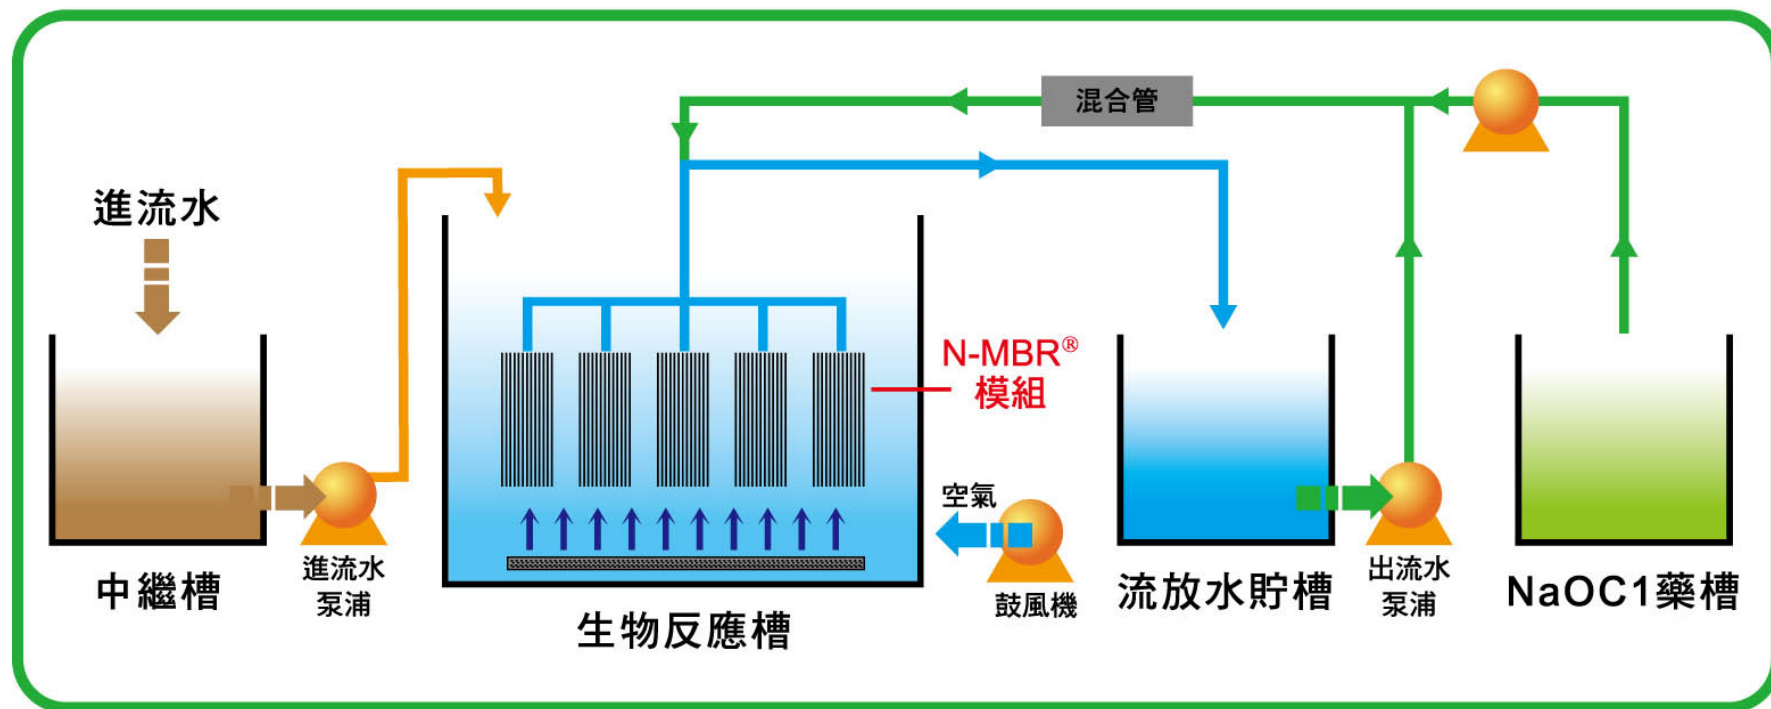 混合管
進流水
N-MBR®
模組
空氣
中繼槽
進流水
泵浦
生物反應槽
鼓風機
流放水貯槽
出流水
泵浦
NaOC1藥槽